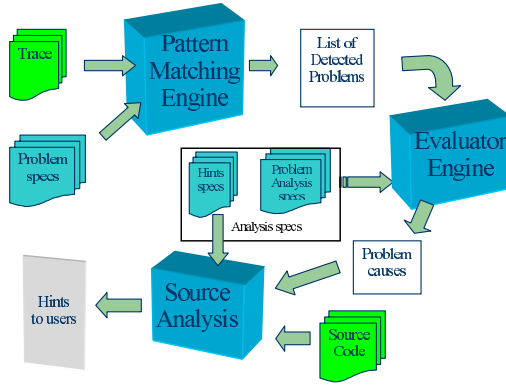 Trace
Pattern
Matching
Engine
List of
Detected
Problems
Evaluator
Engine
Problem
specs
Hints
specs
Problem
Analysis
specs
Analysis specs
Problem
causes
Hints
to users
Source
Analysis
Source
Code